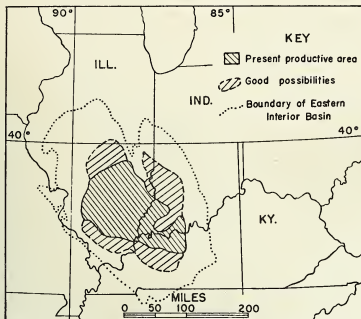 90° 85°
KEY
ILL.
Present productive area
Good possibilities
IND.
Boundary of Eastern
Interior Basin
40° 40°
KY.
MILES
0 50 100 200